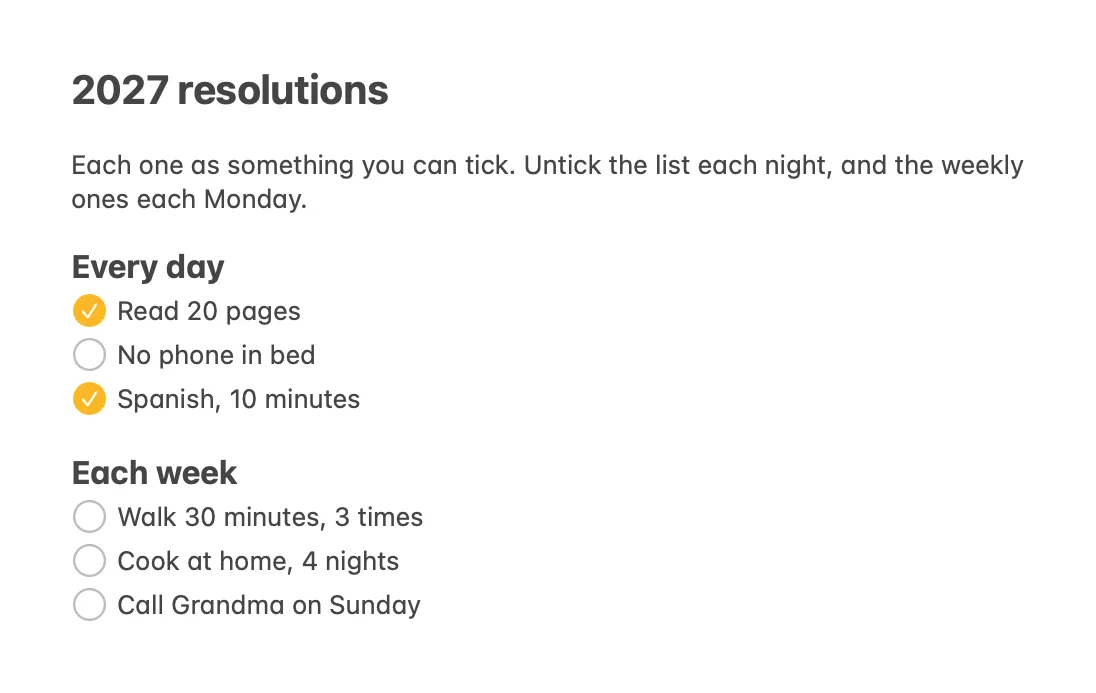 2027 resolutions
Each one as something you can tick. Untick the list each night, and the weekly
ones each Monday.
Every day
Read 20 pages
No phone in bed
Spanish, 10 minutes
Each week
Walk 30 minutes, 3 times
Cook at home, 4 nights
Call Grandma on Sunday